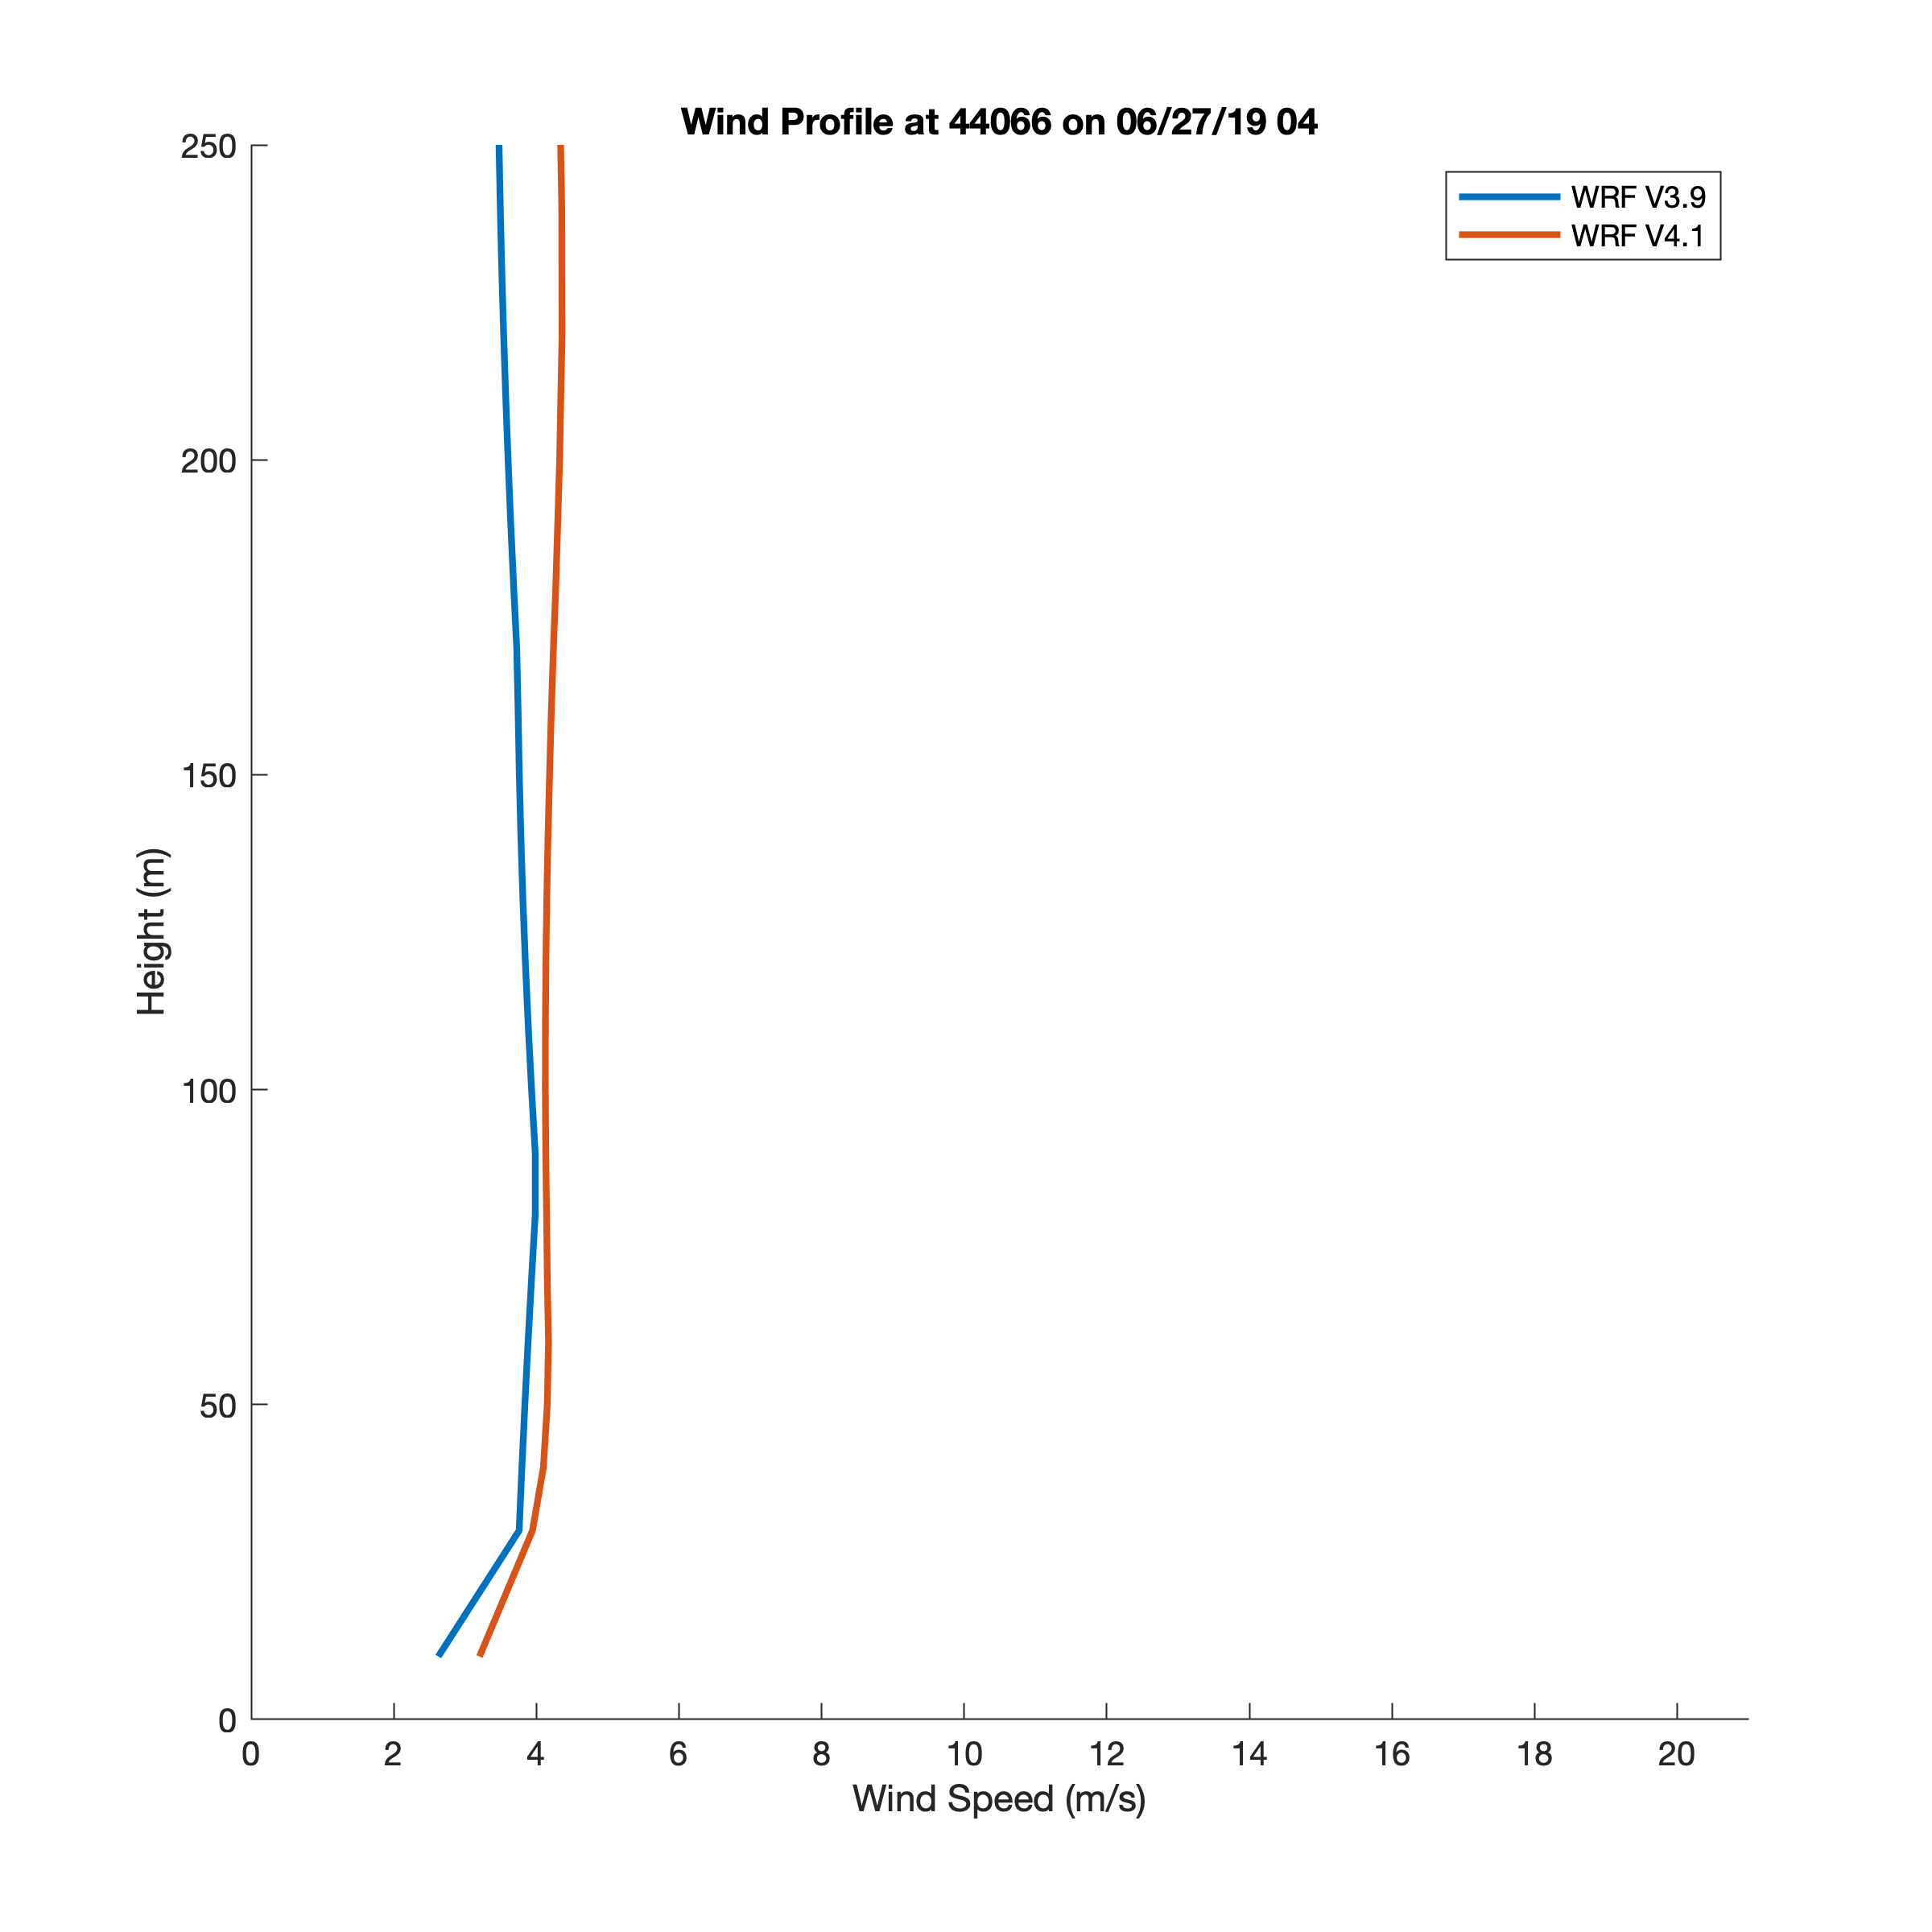 Wind Profile at 44066 on 06/27/19 04
WRF V3.9
WRF V4.1
250
200
150
100
50
0
Height (m)
0 2 4 6 8 10 12 14 16 18 20
Wind Speed (m/s)